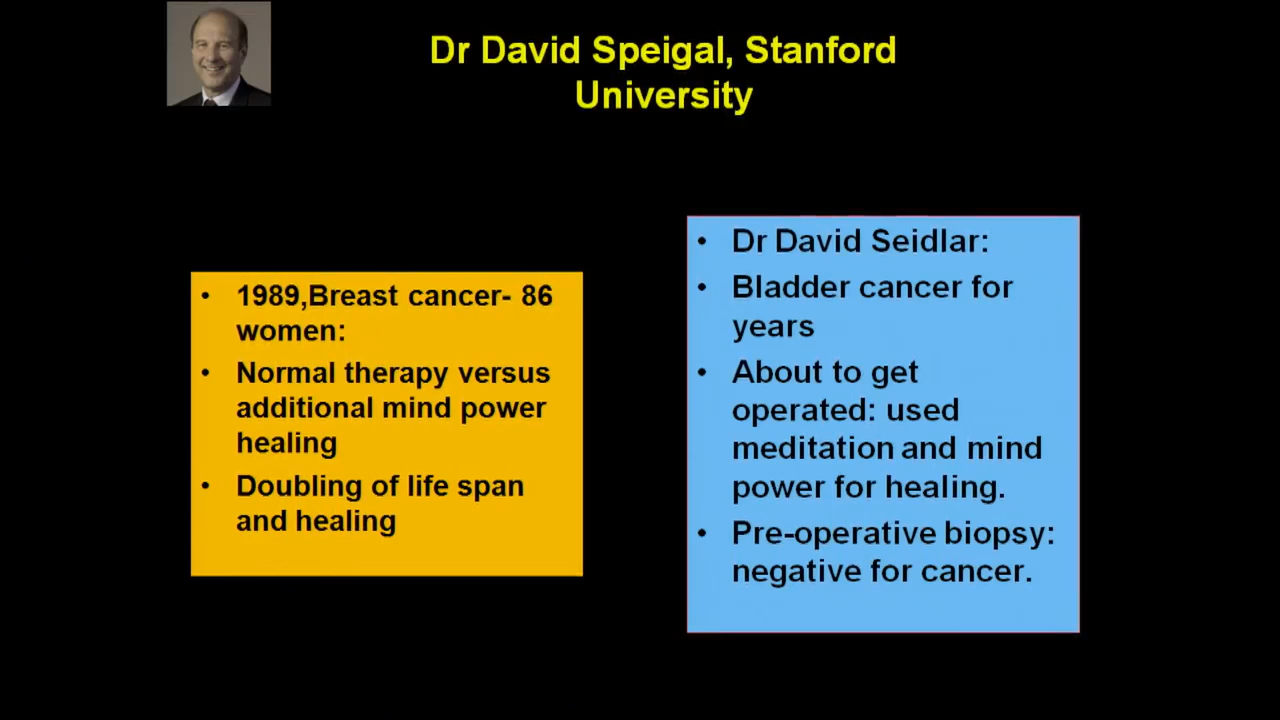 Dr David Speigal, Stanford
University
• 1989,Breast cancer- 86
women:
• Normal therapy versus
additional mind power
healing
• Doubling of life span
and healing
• Dr David Seidlar:
• Bladder cancer for
years
• About to get
operated: used
meditation and mind
power for healing.
• Pre-operative biopsy:
negative for cancer.